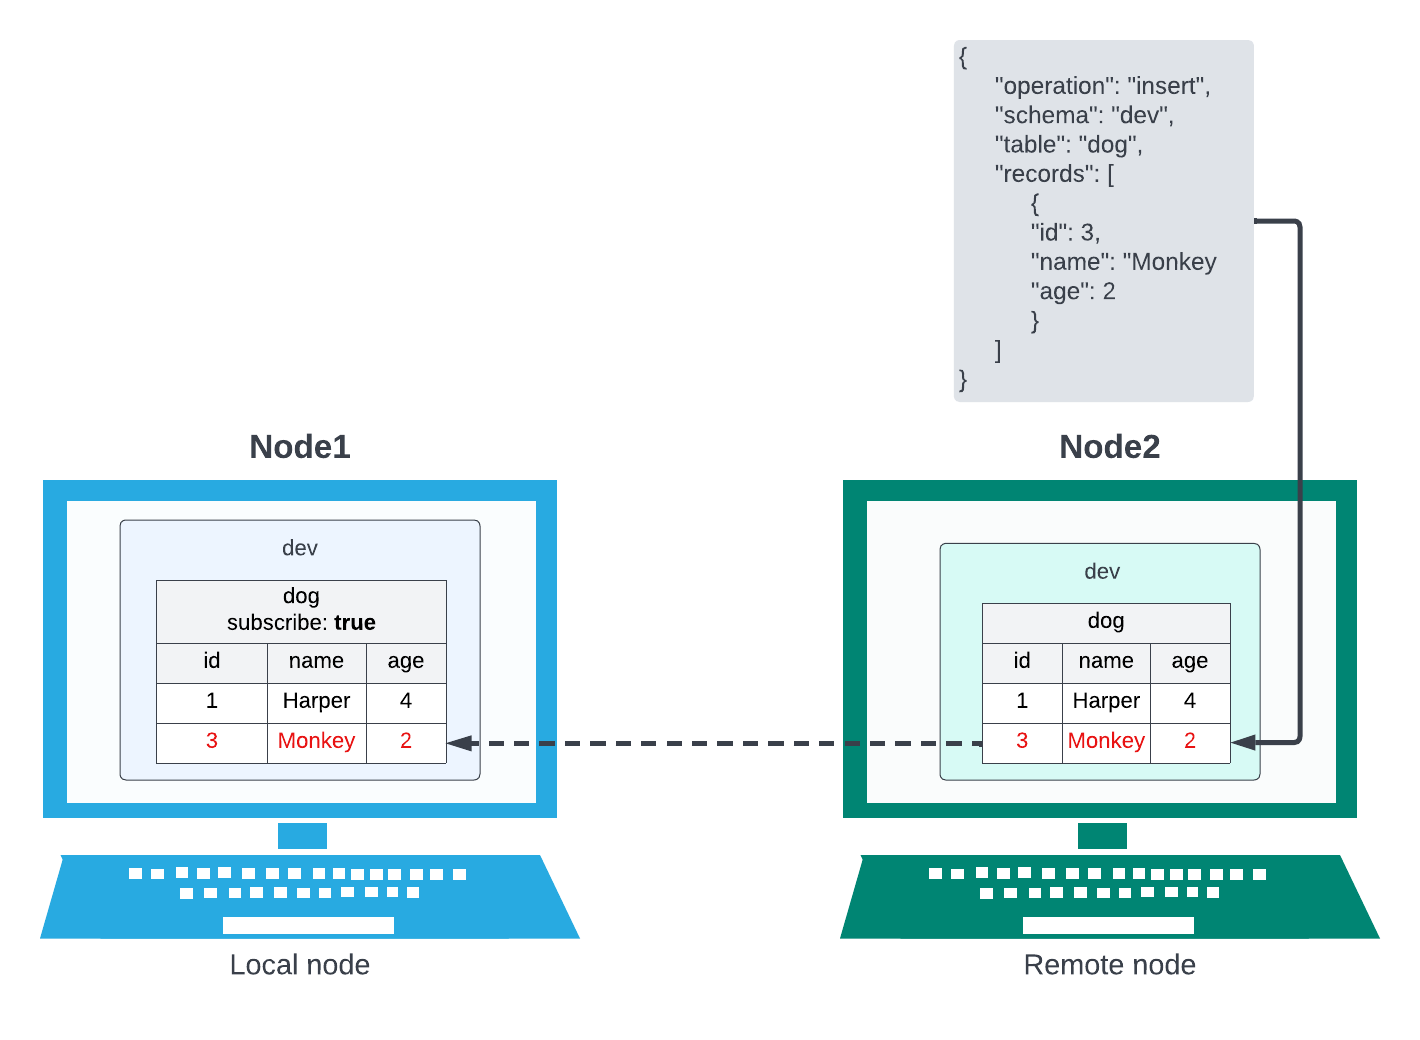 {
"operation": "insert",
"schema": "dev",
"table": "dog",
"records": [
{
"id": 3,
"name": "Monkey
"age": 2
}
]
}
Node1
dev
dog
subscribe: true
id name age
1 Harper 4
3 Monkey 2
Local node
Node2
dev
dog
id name age
1 Harper 4
3 Monkey 2
Remote node